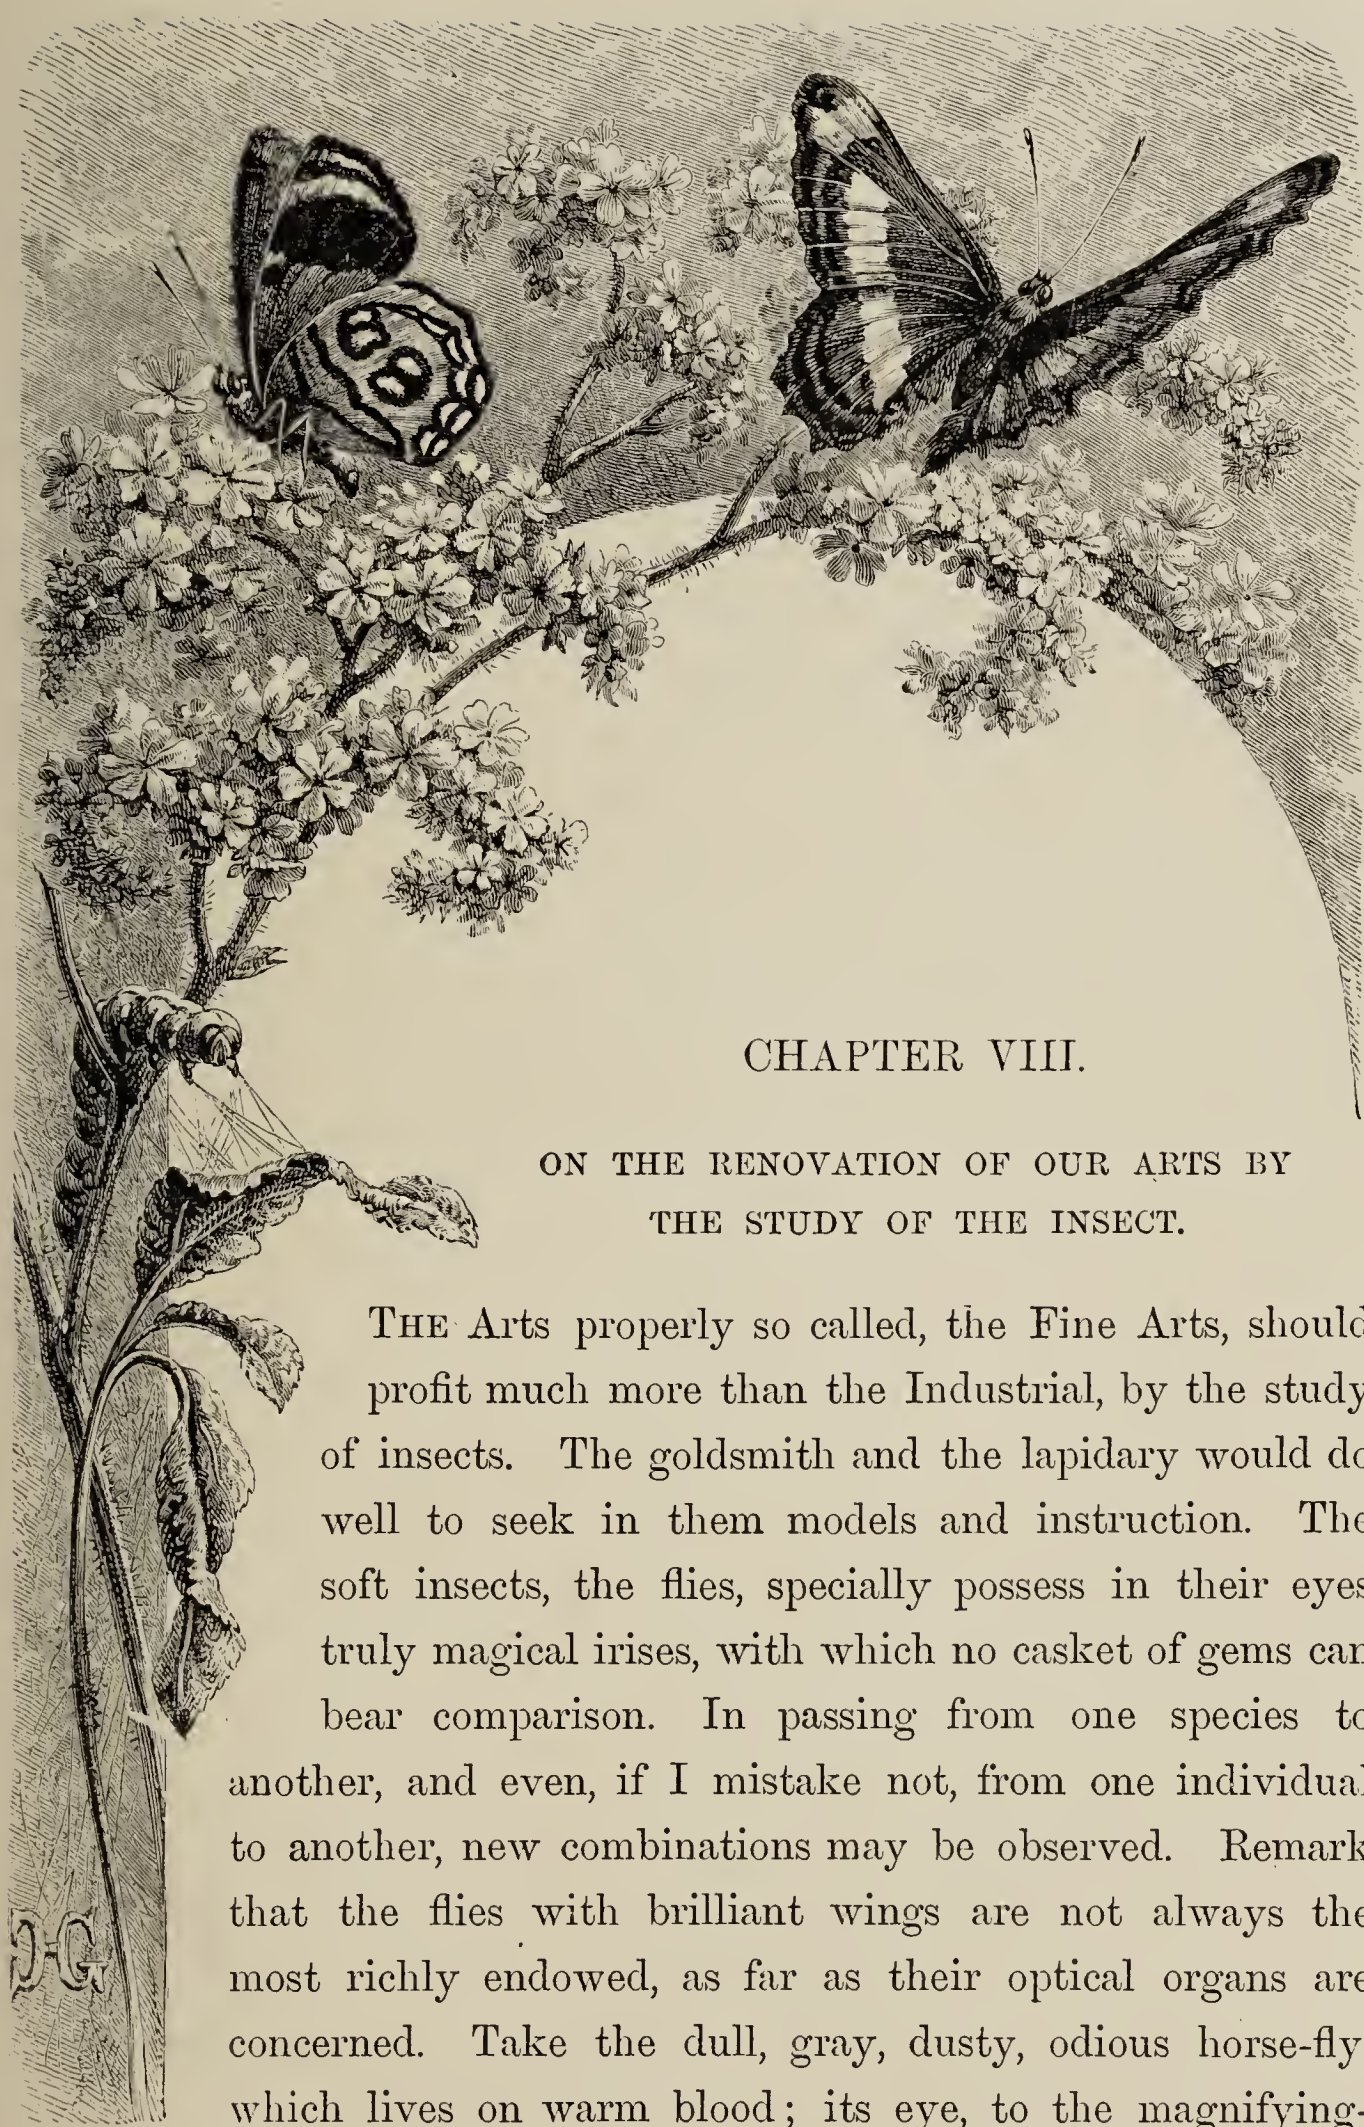 CHAPTER VIII.
ON THE RENOVATION OF OUR ARTS BY
THE STUDY OF THE INSECT.
THE Arts properly so called, the Fine Arts, should
profit much more than the Industrial, by the study
of insects. The goldsmith and the lapidary would do
well to seek in them models and instruction. The
soft insects, the flies, specially possess in their eyes
truly magical irises, with which no casket of gems can
bear comparison. In passing from one species to
another, and even, if I mistake not, from one individual
to another, new combinations may be observed. Remark
that the flies with brilliant wings are not always the
DG
most richly endowed, as far as their optical organs are
concerned. Take the dull, gray, dusty, odious horse-fly
which lives on warm blood; its eye, to the magnifying-